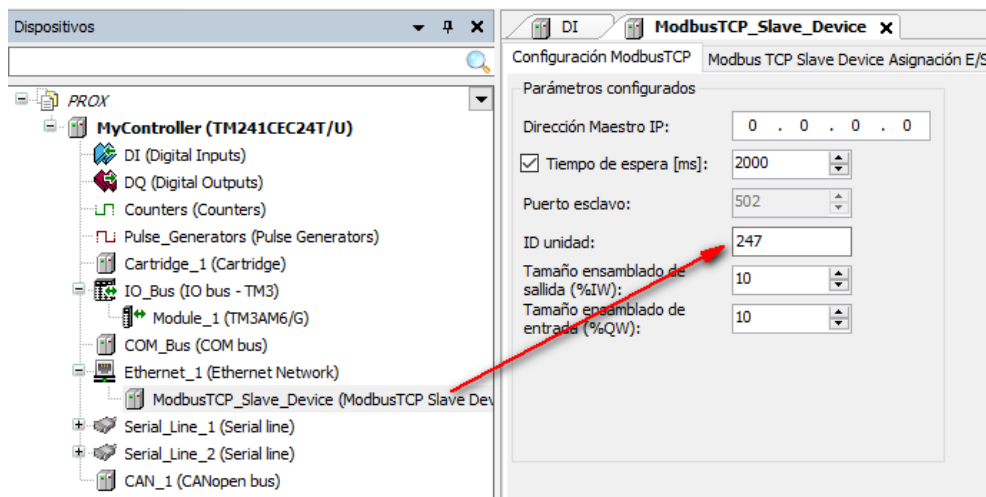 Dispositivos
PROX
MyController (TM241CEC24T/U)
DI (Digital Inputs)
DQ (Digital Outputs)
Counters (Counters)
Pulse_Generators (Pulse Generators)
Cartridge_1 (Cartridge)
IO_Bus (IO bus - TM3)
Module_1 (TM3AM6/G)
COM_Bus (COM bus)
Ethernet_1 (Ethernet Network)
ModbusTCP_Slave_Device (ModbusTCP Slave Dev
Serial_Line_1 (Serial line)
Serial_Line_2 (Serial line)
CAN_1 (CANopen bus)
DI
ModbusTCP_Slave_Device
Configuración ModbusTCP
Modbus TCP Slave Device Asignación E/S
Parámetros configurados
Dirección Maestro IP:
0 . 0 . 0 . 0
Tiempo de espera [ms]:
2000
Puerto esclavo:
502
ID unidad:
247
Tamaño ensamblado de
sallida (%IW):
10
Tamaño ensamblado de
entrada (%QW):
10